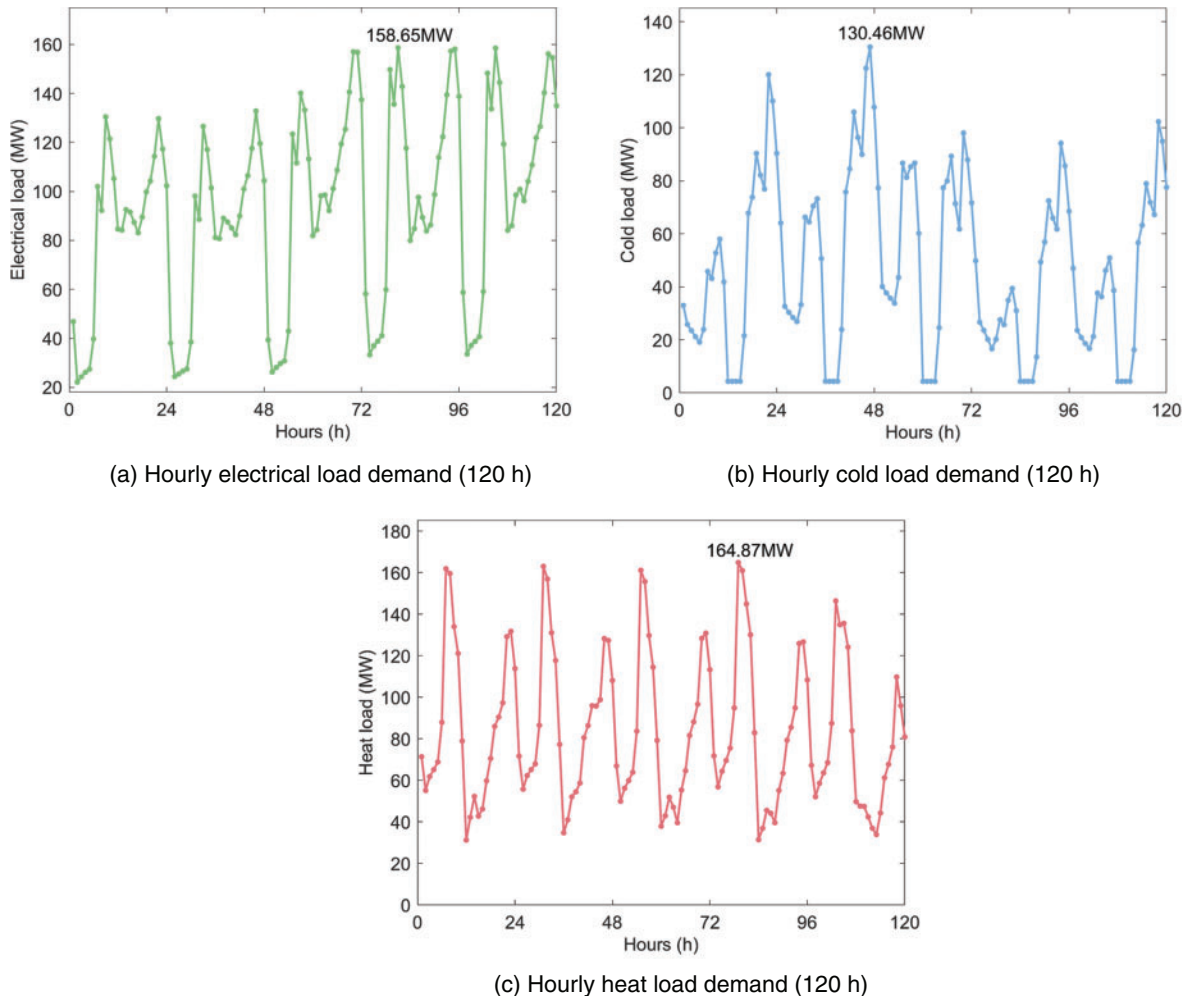 158.65MW
160
140
120
100
80
60
40
20
Electrical load (MW)
0 24 48 72 96 120
Hours (h)
(a) Hourly electrical load demand (120 h)
130.46MW
140
120
100
80
60
40
20
0
Cold load (MW)
0 24 48 72 96 120
Hours (h)
(b) Hourly cold load demand (120 h)
164.87MW
180
160
140
120
100
80
60
40
20
0
Heat load (MW)
0 24 48 72 96 120
Hours (h)
(c) Hourly heat load demand (120 h)